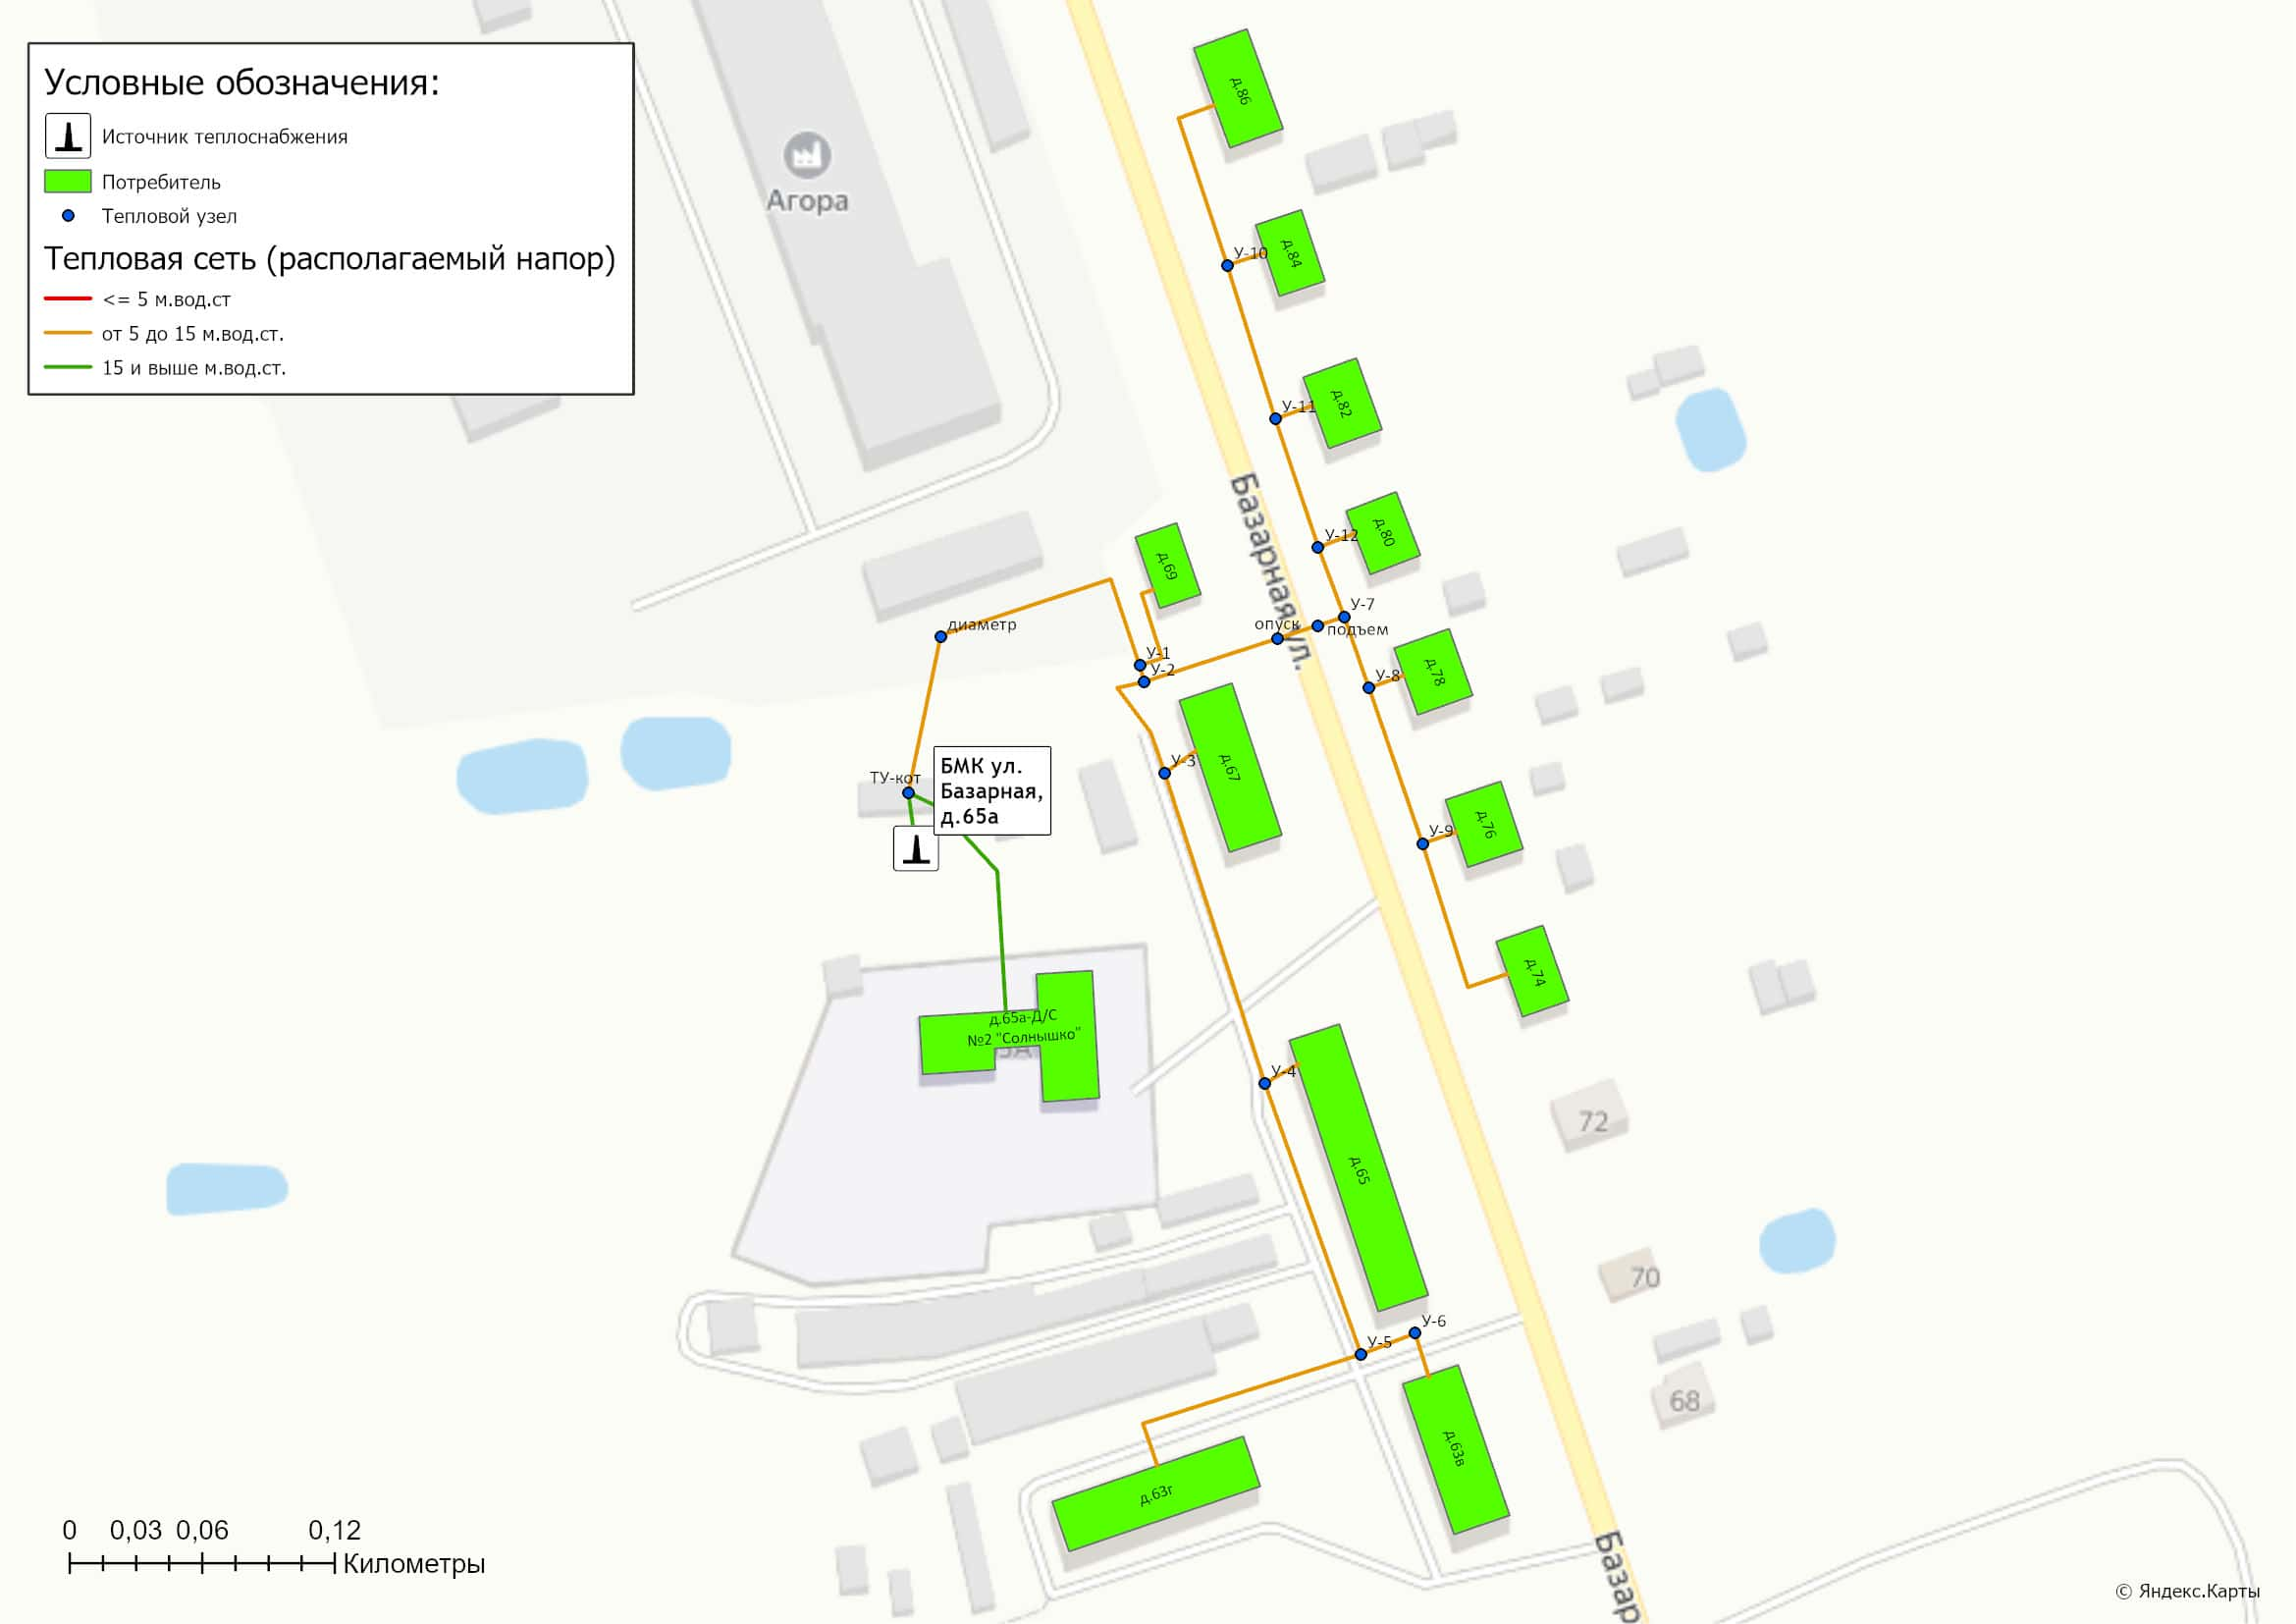 Условные обозначения:
Источник теплоснабжения
Потребитель
Тепловой узел
Тепловая сеть (располагаемый напор)
<= 5 м.вод.ст
от 5 до 15 м.вод.ст.
15 и выше м.вод.ст.
Агора
д.86
У-10
д.84
У-11
д.82
Базарная ул.
У-12
д.80
д.69
У-7
опуск
подъем
диаметр
У-1
У-2
У-8
д.78
У-3
д.67
ТУ-кот
БМК ул.
Базарная,
д.65а
У-9
д.76
д.74
д.65а-Д/С
№2 "Солнышко"
У-4
72
д.65
70
У-6
У-5
68
д.63в
д.63г
0 0,03 0,06 0,12
Километры
Базар
© Яндекс.Карты